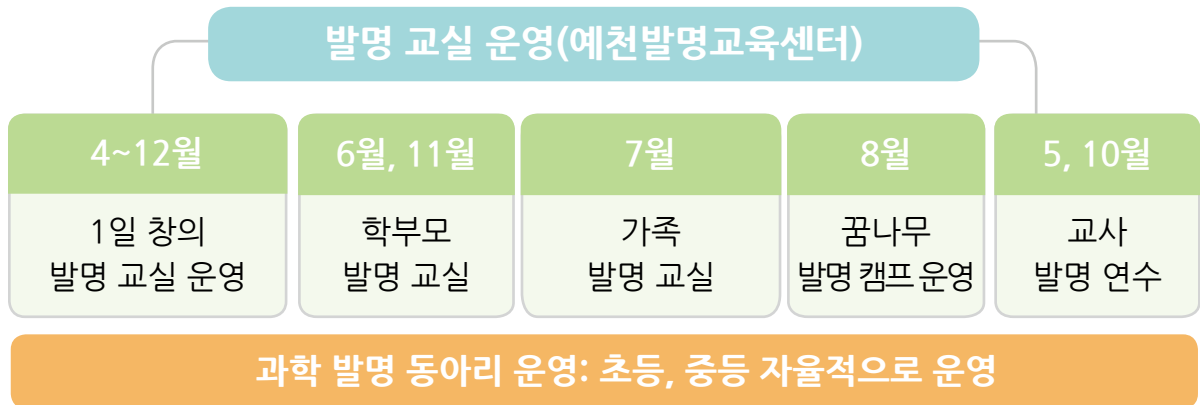 발명 교실 운영(예천발명교육센터)
4~12월
1일 창의
발명 교실 운영
6월, 11월
학부모
발명 교실
7월
가족
발명 교실
8월
꿈나무
발명 캠프 운영
5, 10월
교사
발명 연수
과학 발명 동아리 운영: 초등, 중등 자율적으로 운영